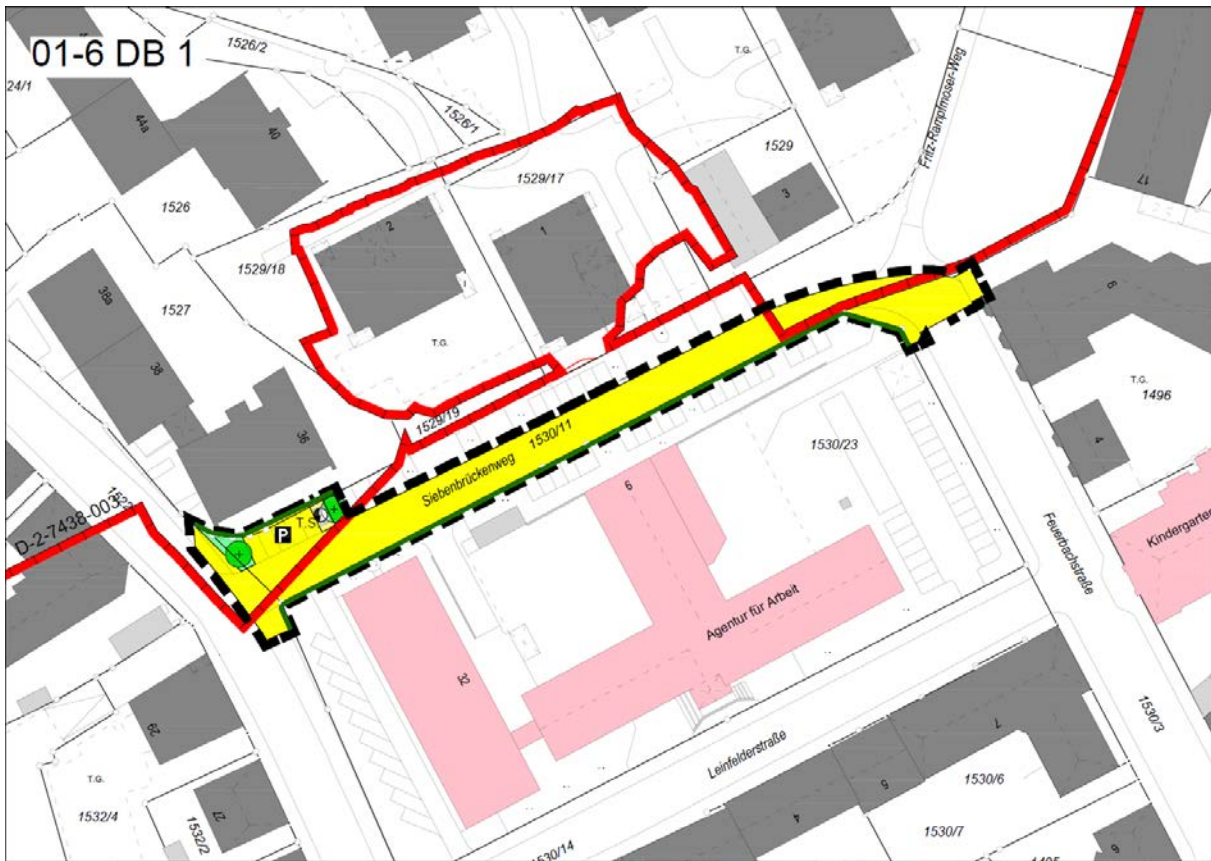 01-6 DB 1
1526/2
24/1
44a
40
1526/1
T.G.
Fritz-Rampfmoser-Weg
1529
17
1529/17
3
1526
2
1
1529/18
8
38a
1527
38
T.G.
T.G.
1496
1529/19
36
1530/11
Siebenbrückenweg
1530/23
4
D-2-7438-003
P
9
Feuerbachstraße
Kindergarten
Agentur für Arbeit
32
29
1530/3
T.G.
Leinfelderstraße
7
27
5
1530/6
1532/4
1532/2
4
1530/7
1530/14
6